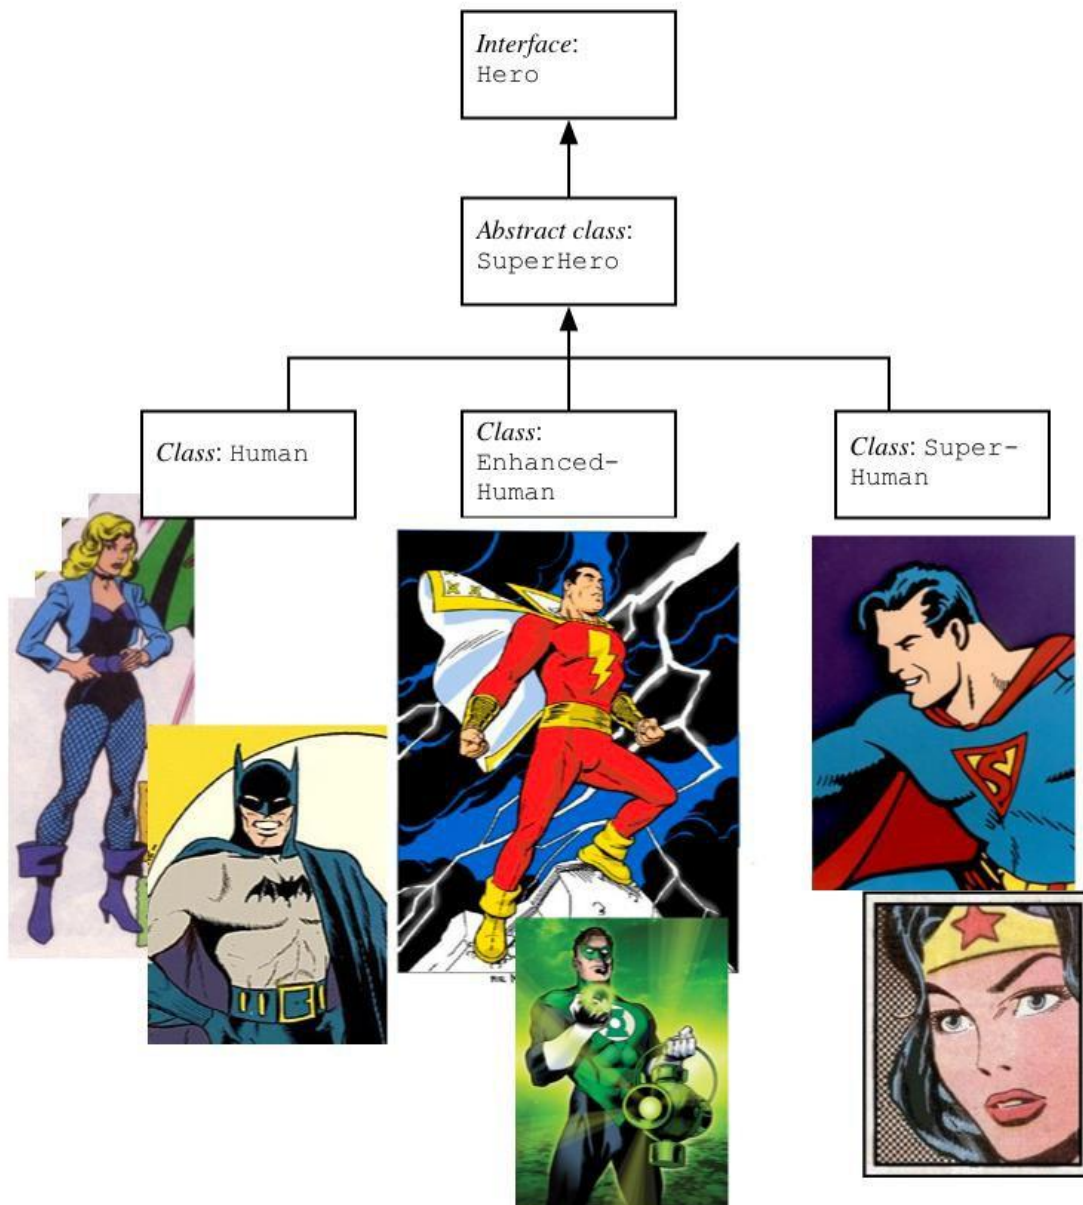 Interface:
Hero
Abstract class:
SuperHero
Class: Human
Class:
Enhanced-
Human
Class: Super-
Human
S